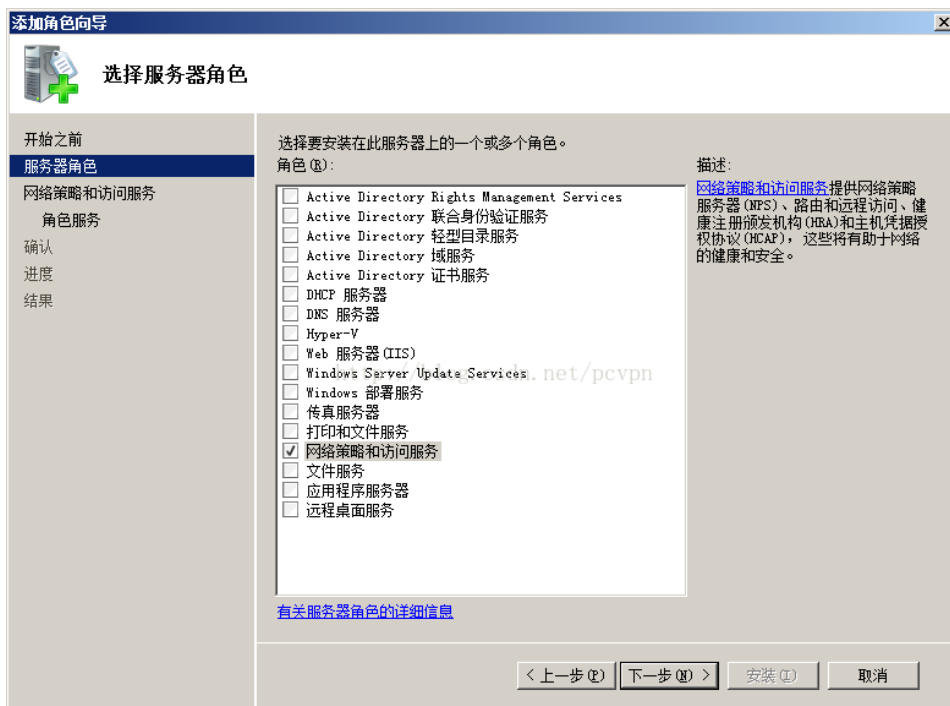 添加角色向导
选择服务器角色
开始之前
服务器角色
网络策略和访问服务
角色服务
确认
进度
结果
选择要安装在此服务器上的一个或多个角色。
角色(R):
Active Directory Rights Management Services
Active Directory 联合身份验证服务
Active Directory 轻型目录服务
Active Directory 域服务
Active Directory 证书服务
DHCP 服务器
DNS 服务器
Hyper-V
Web 服务器(IIS)
Windows Server Update Services
Windows 部署服务
传真服务器
打印和文件服务
网络策略和访问服务
文件服务
应用程序服务器
远程桌面服务
有关服务器角色的详细信息
描述:
网络策略和访问服务提供网络策略
服务器(NPS)、路由和远程访问、健
康注册颁发机构(HRA)和主机凭据授
权协议(HCAP)，这些将有助于网络
的健康和安全。
< 上一步(P)
下一步(N) >
安装(I)
取消